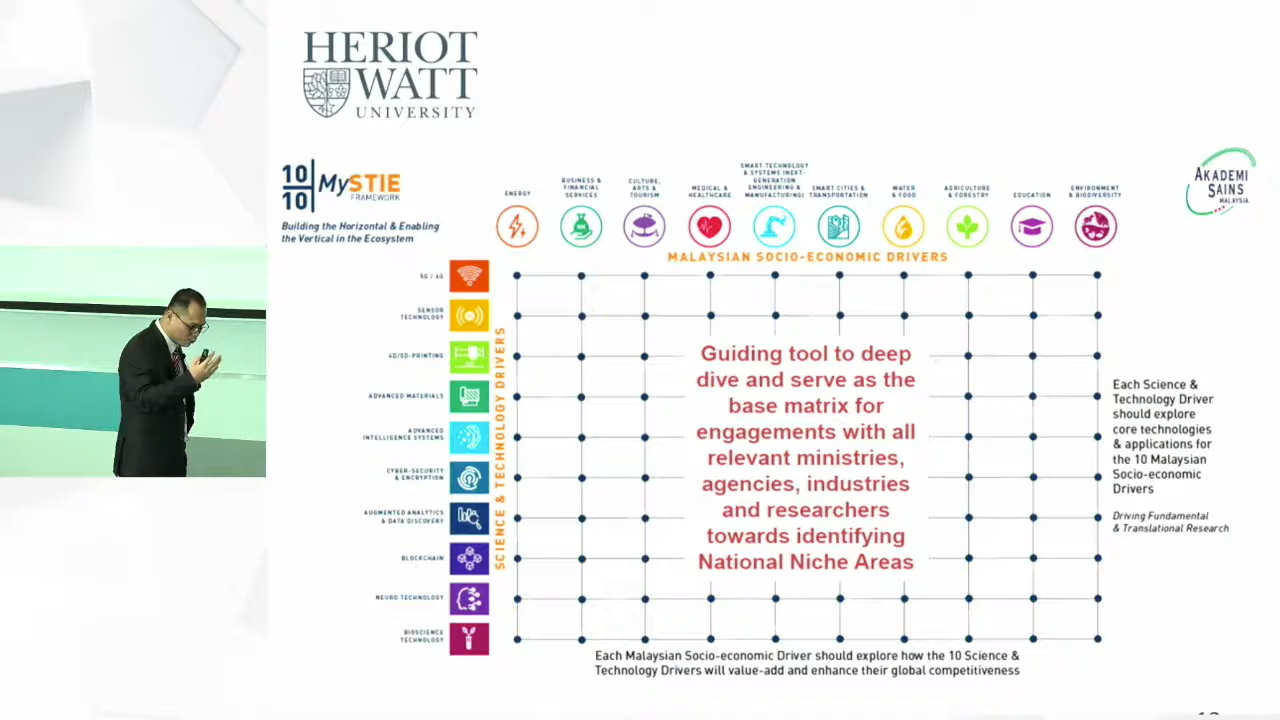 HERIOT
WATT
UNIVERSITY
10
10
MySTIE
FRAMEWORK
Building the Horizontal & Enabling
the Vertical in the Ecosystem
ENERGY
BUSINESS &
FINANCIAL
SERVICES
CULTURE,
ARTS &
TOURISM
MEDICAL &
HEALTHCARE
SMART TECHNOLOGY
& SYSTEMS (NEXT-
GENERATION
ENGINEERING &
MANUFACTURING)
SMART CITIES &
TRANSPORTATION
WATER
& FOOD
AGRICULTURE
& FORESTRY
EDUCATION
ENVIRONMENT
& BIODIVERSITY
AKADEMI
SAINS
MALAYSIA
MALAYSIAN SOCIO-ECONOMIC DRIVERS
SCIENCE & TECHNOLOGY DRIVERS
5G / 6G
SENSOR
TECHNOLOGY
4D/5D-PRINTING
ADVANCED MATERIALS
ADVANCED
INTELLIGENCE SYSTEMS
CYBER-SECURITY
& ENCRYPTION
AUGMENTED ANALYTICS
& DATA DISCOVERY
BLOCKCHAIN
NEURO TECHNOLOGY
BIOSCIENCE
TECHNOLOGY
Guiding tool to deep
dive and serve as the
base matrix for
engagements with all
relevant ministries,
agencies, industries
and researchers
towards identifying
National Niche Areas
Each Science &
Technology Driver
should explore
core technologies
& applications for
the 10 Malaysian
Socio-economic
Drivers
Driving Fundamental
& Translational Research
Each Malaysian Socio-economic Driver should explore how the 10 Science &
Technology Drivers will value-add and enhance their global competitiveness